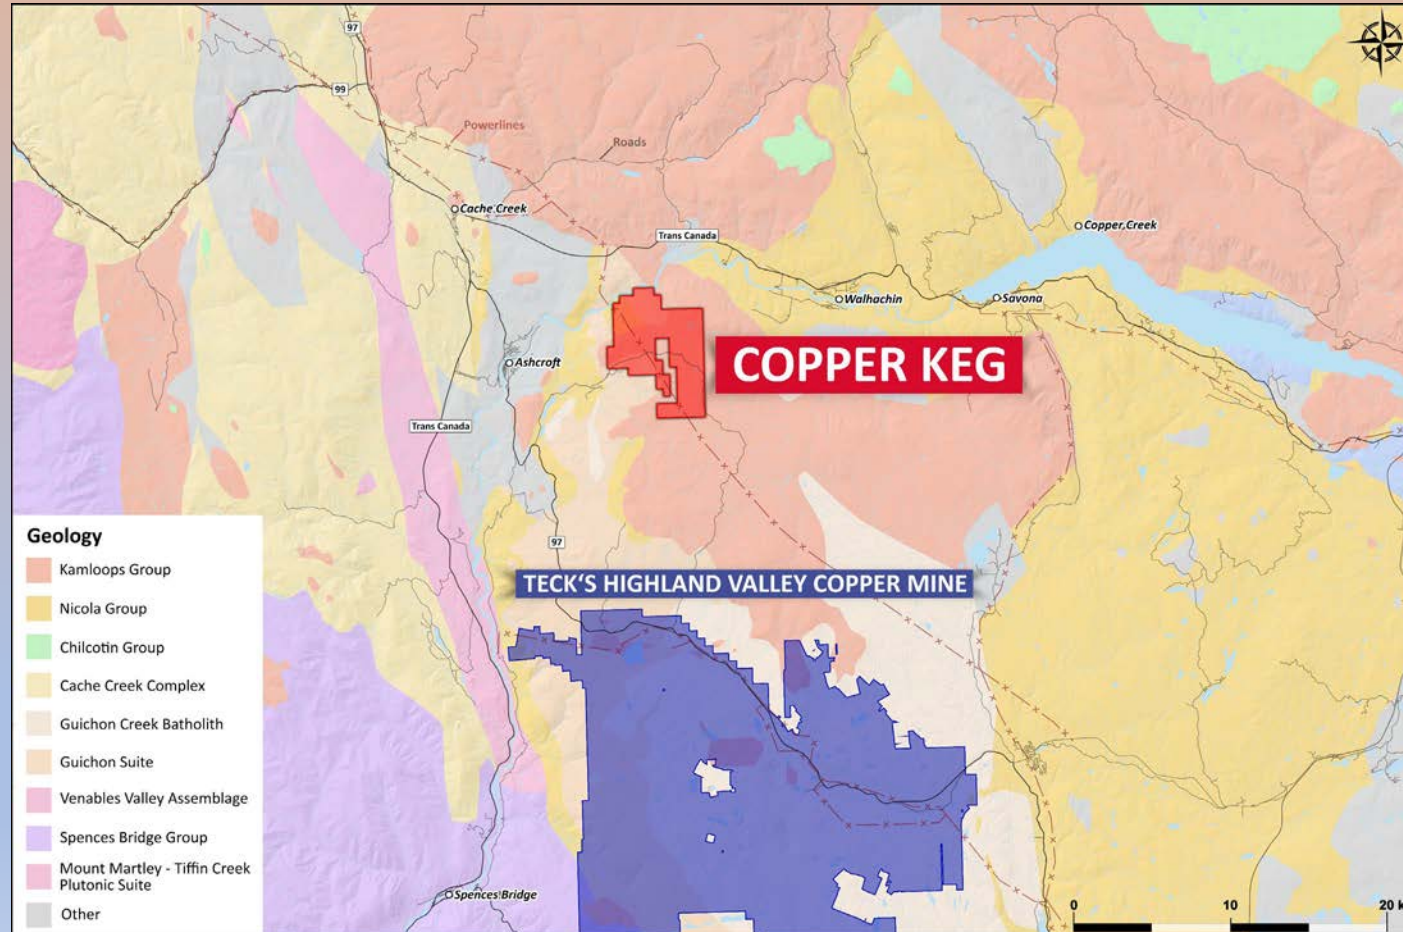 97
99
Powerlines
Roads
Cache Creek
Trans Canada
Copper Creek
Walhachin
Savona
Ashcroft
COPPER KEG
Trans Canada
97
TECK'S HIGHLAND VALLEY COPPER MINE
Spences Bridge
Geology
Kamloops Group
Nicola Group
Chilcotin Group
Cache Creek Complex
Guichon Creek Batholith
Guichon Suite
Venables Valley Assemblage
Spences Bridge Group
Mount Martley - Tiffin Creek
Plutonic Suite
Other
0 10 20 k